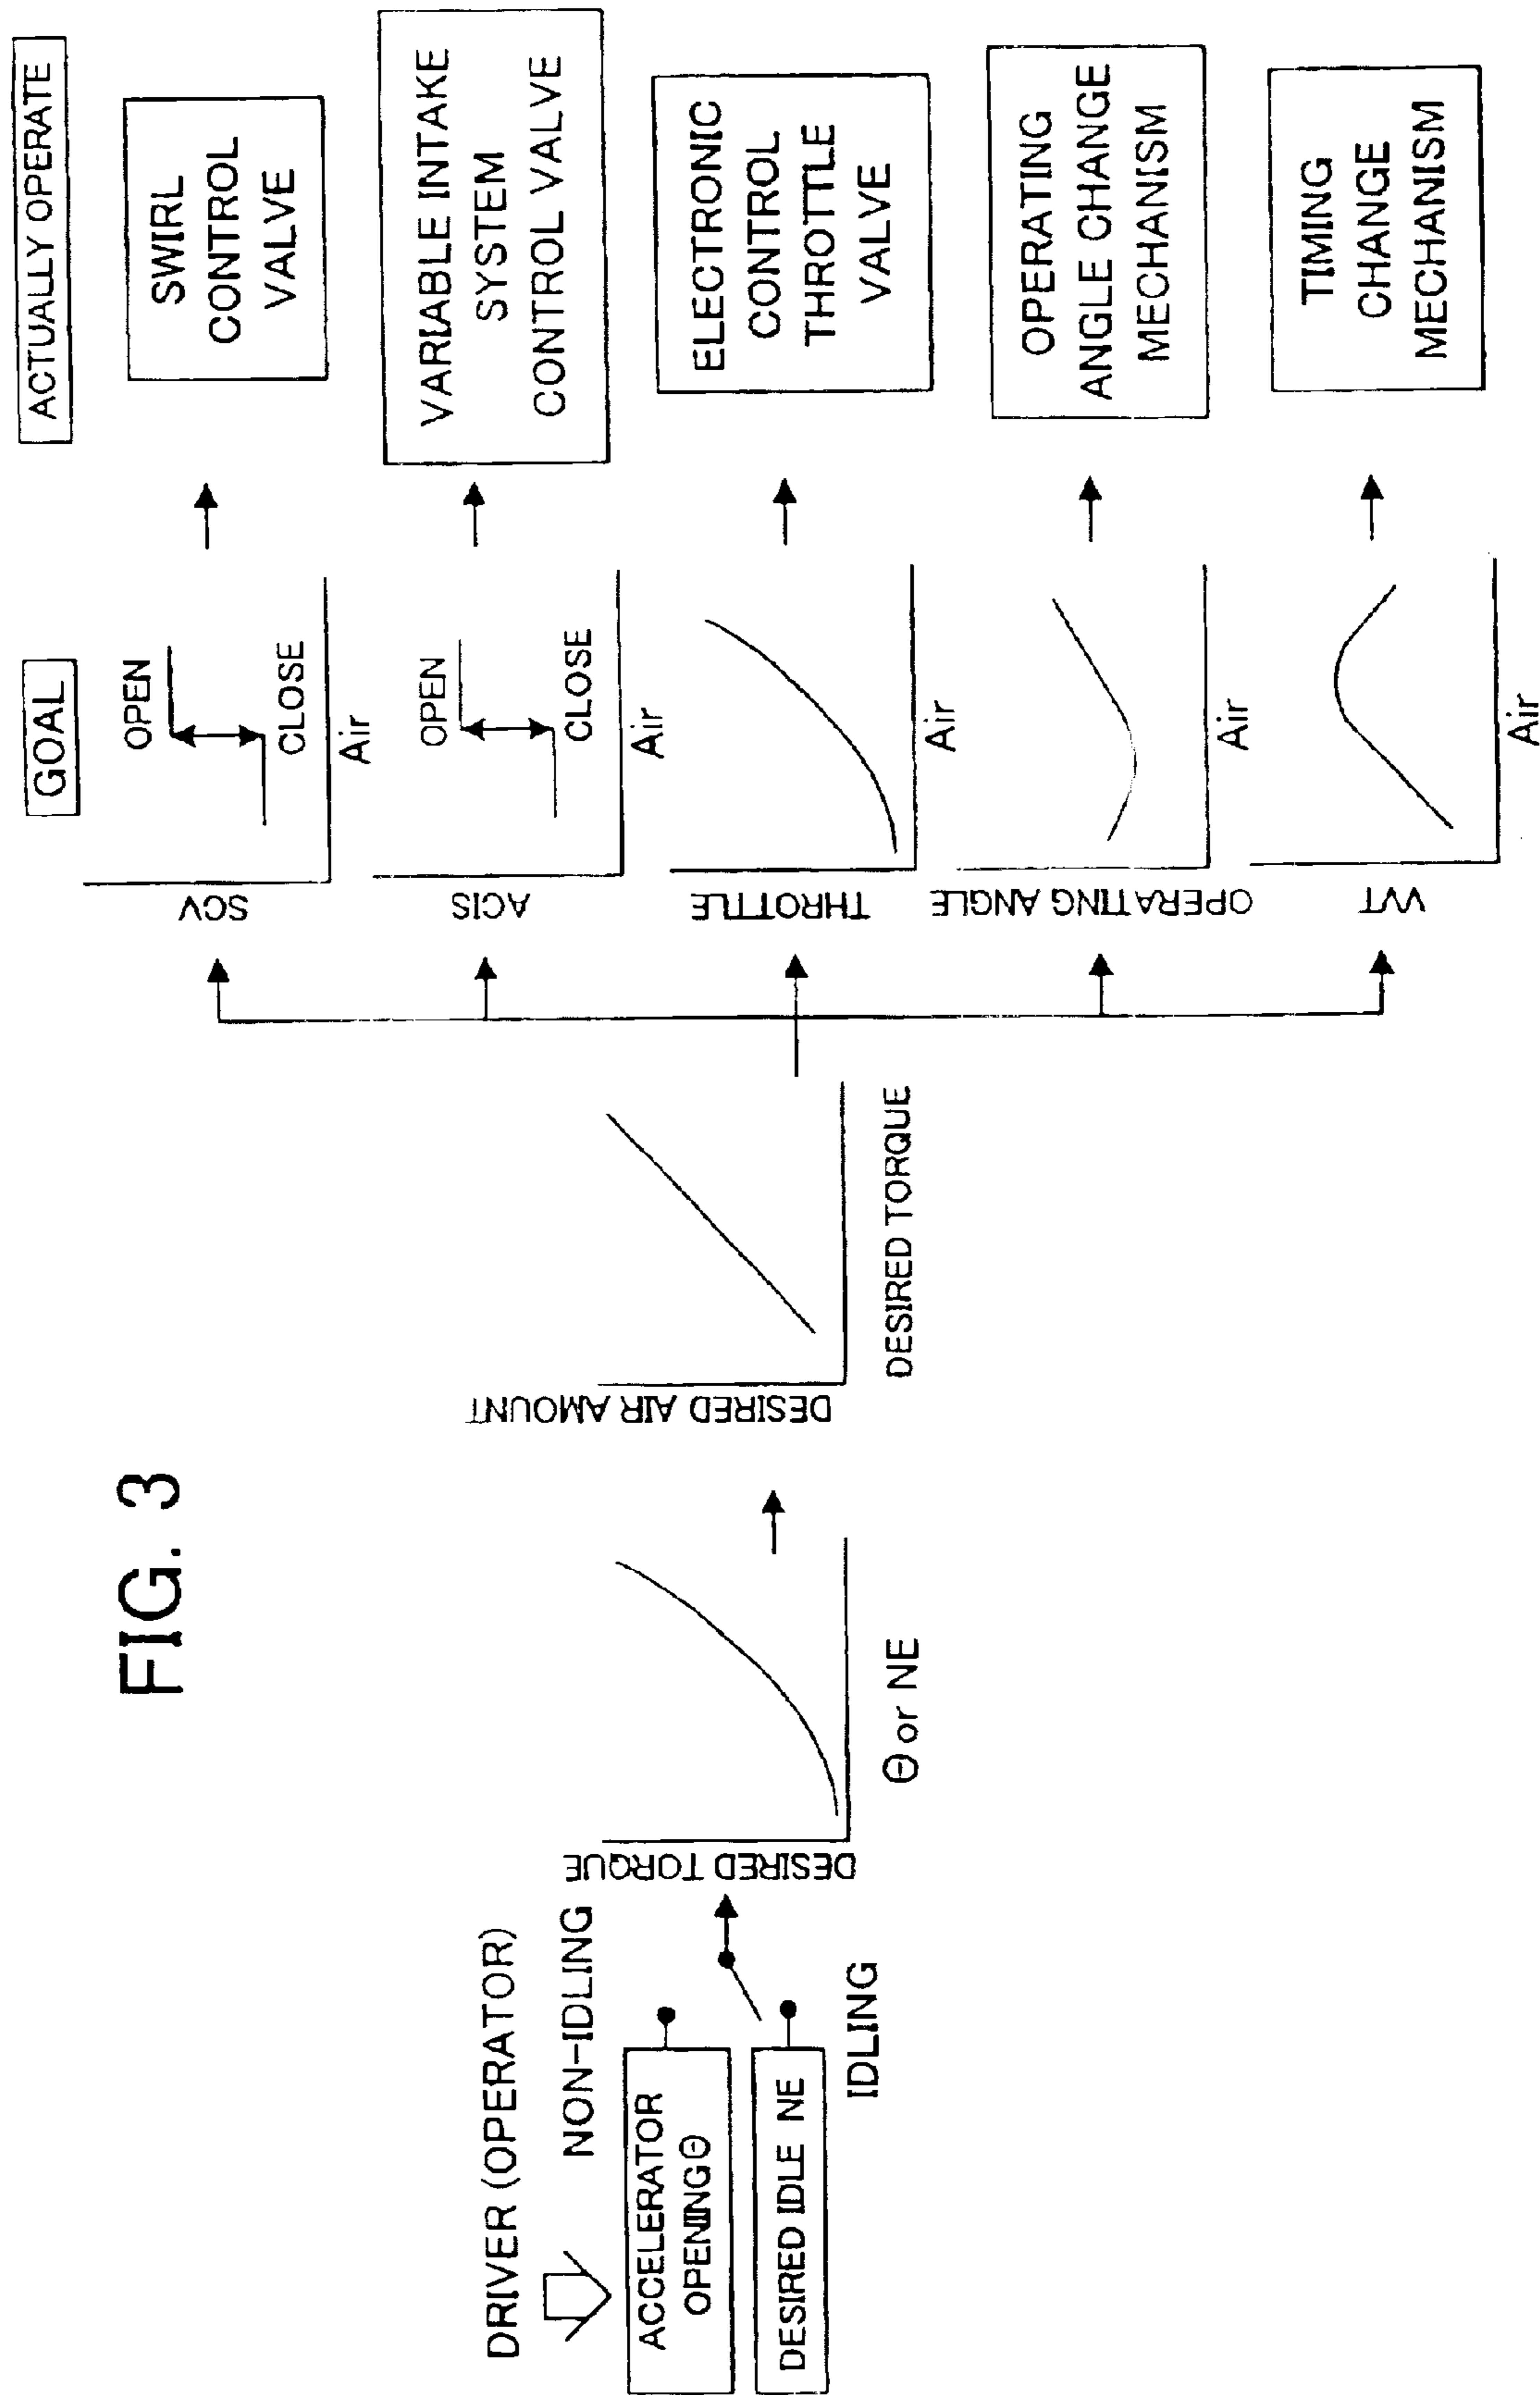 FIG. 3
DRIVER (OPERATOR)
NON-IDLING
ACCELERATOR
OPENINGΘ
DESIRED IDLE NE
IDLING
DESIRED TORQUE
Θ or NE
DESIRED AIR AMOUNT
DESIRED TORQUE
GOAL
ACTUALLY OPERATE
SCV
OPEN
CLOSE
Air
SWIRL
CONTROL
VALVE
ACIS
OPEN
CLOSE
Air
VARIABLE INTAKE
SYSTEM
CONTROL VALVE
THROTTLE
Air
ELECTRONIC
CONTROL
THROTTLE
VALVE
OPERATING ANGLE
Air
OPERATING
ANGLE CHANGE
MECHANISM
VVT
Air
TIMING
CHANGE
MECHANISM